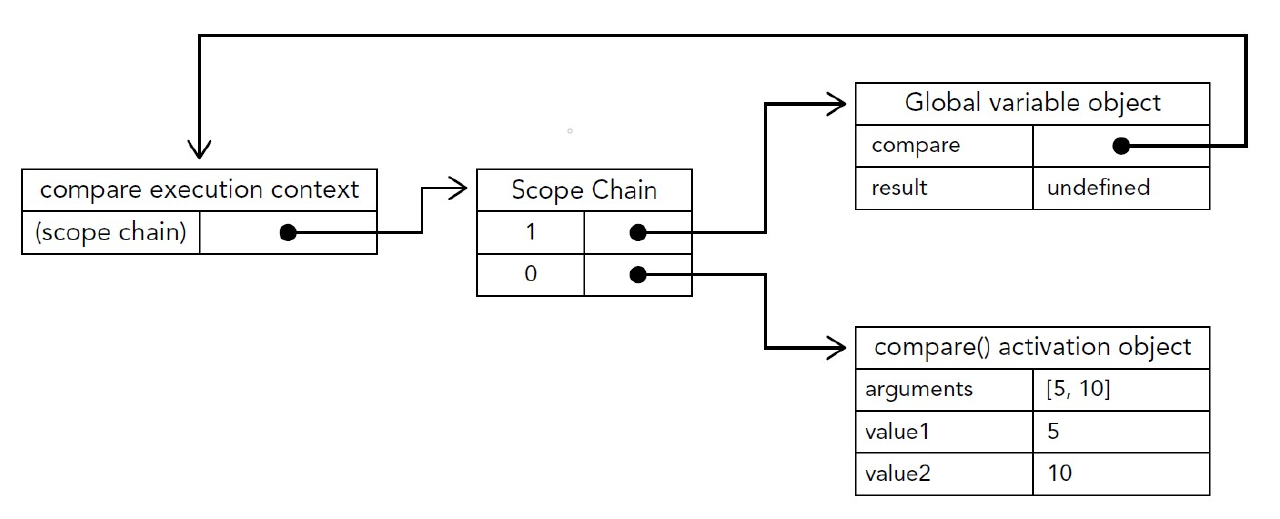 compare execution context
(scope chain)
Scope Chain
1
0
Global variable object
compare
result undefined
compare() activation object
arguments [5, 10]
value1 5
value2 10